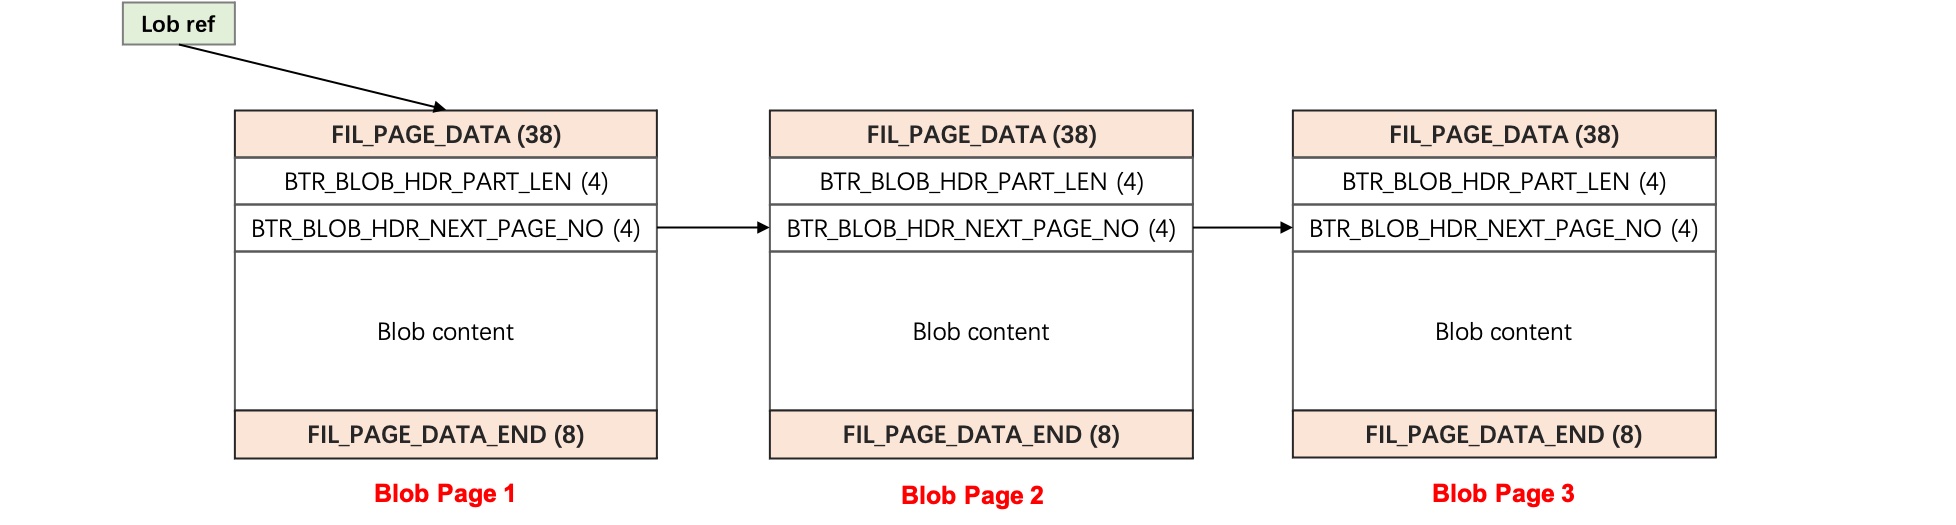 Lob ref
FIL_PAGE_DATA (38)
BTR_BLOB_HDR_PART_LEN (4)
BTR_BLOB_HDR_NEXT_PAGE_NO (4)
Blob content
FIL_PAGE_DATA_END (8)
Blob Page 1
FIL_PAGE_DATA (38)
BTR_BLOB_HDR_PART_LEN (4)
BTR_BLOB_HDR_NEXT_PAGE_NO (4)
Blob content
FIL_PAGE_DATA_END (8)
Blob Page 2
FIL_PAGE_DATA (38)
BTR_BLOB_HDR_PART_LEN (4)
BTR_BLOB_HDR_NEXT_PAGE_NO (4)
Blob content
FIL_PAGE_DATA_END (8)
Blob Page 3